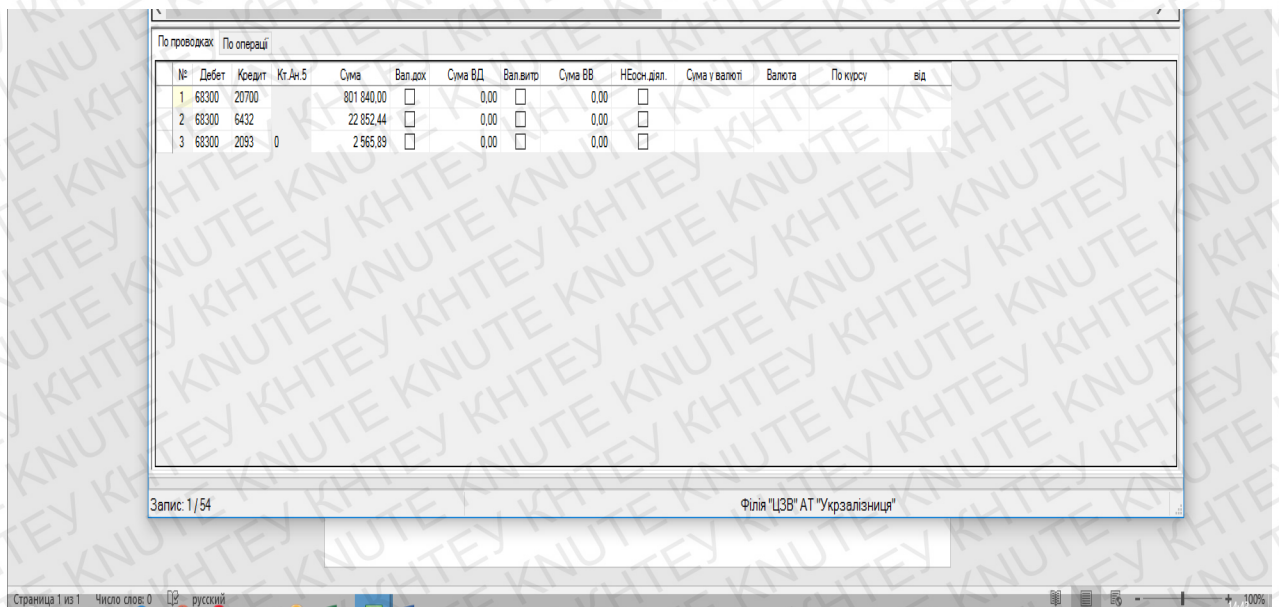 По проводках По операції
№ Дебет Кредит Кт.Ан.5 Сума Вал.дох Сума ВД Вал.витр Сума ВВ НЕосн.діял. Сума у валюті Валюта По курсу від
1 68300 20700 801 840,00 0,00 0,00
2 68300 6432 22 852,44 0,00 0,00
3 68300 2093 0 2 565,89 0,00 0,00
Запис: 1 / 54 Філія "ЦЗВ" АТ "Укрзалізниця"
Страница 1 из 1 Число слов: 0 русский 100%